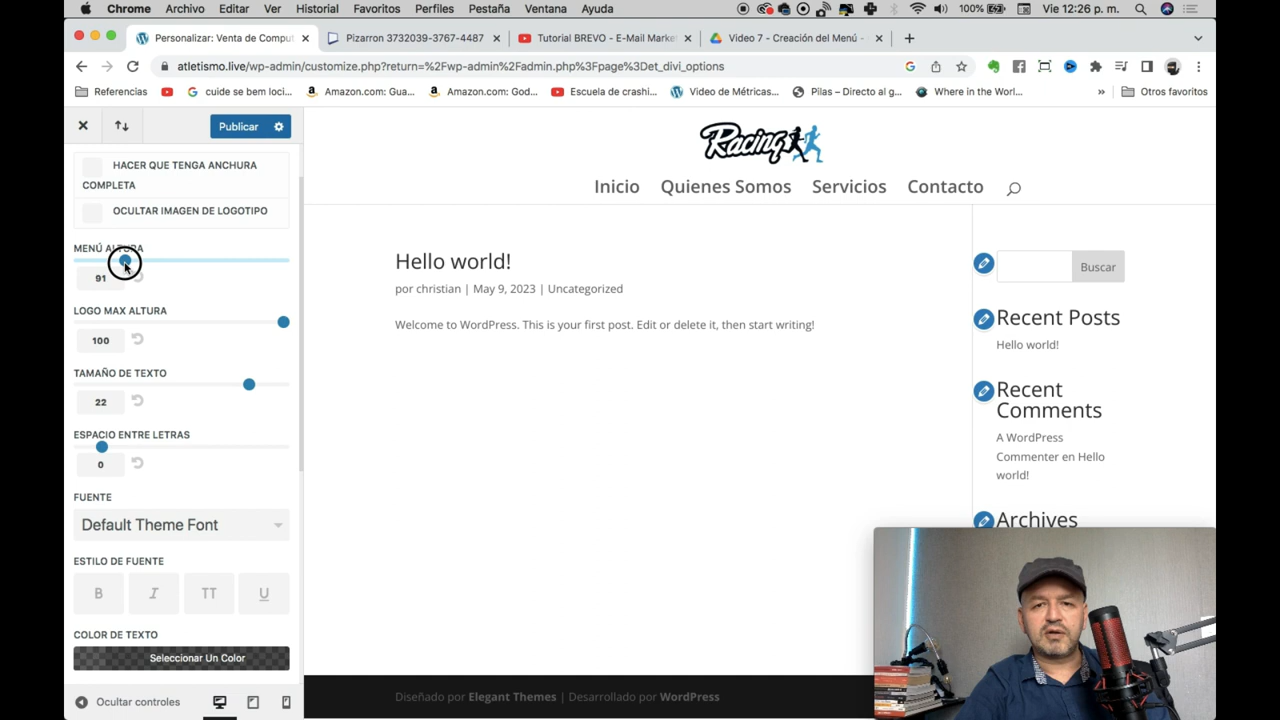 Chrome Archivo Editar Ver Historial Favoritos Perfiles Pestaña Ventana Ayuda 100% Vie 12:26 p. m.
Personalizar: Venta de Comput
Pizarron 3732039-3767-4487
Tutorial BREVO - E-Mail Marke
Video 7 - Creación del Menú -
atletismo.live/wp-admin/customize.php?return=%2Fwp-admin%2Fadmin.php%3Fpage%3Det_divi_options
Referencias
cuide se bem loci...
Amazon.com: Gua...
Amazon.com: God...
Escuela de crashi...
Video de Métricas...
Pilas – Directo al g...
Where in the Worl...
»
Otros favoritos
Publicar
HACER QUE TENGA ANCHURA
COMPLETA
OCULTAR IMAGEN DE LOGOTIPO
MENÚ ALTURA
91
LOGO MAX ALTURA
100
TAMAÑO DE TEXTO
22
ESPACIO ENTRE LETRAS
0
FUENTE
Default Theme Font
ESTILO DE FUENTE
B I TT U
COLOR DE TEXTO
Seleccionar Un Color
Ocultar controles
Racing
Inicio Quienes Somos Servicios Contacto
Hello world!
por christian | May 9, 2023 | Uncategorized
Welcome to WordPress. This is your first post. Edit or delete it, then start writing!
Buscar
Recent Posts
Hello world!
Recent
Comments
A WordPress
Commenter en Hello
world!
Archives
Diseñado por Elegant Themes | Desarrollado por WordPress